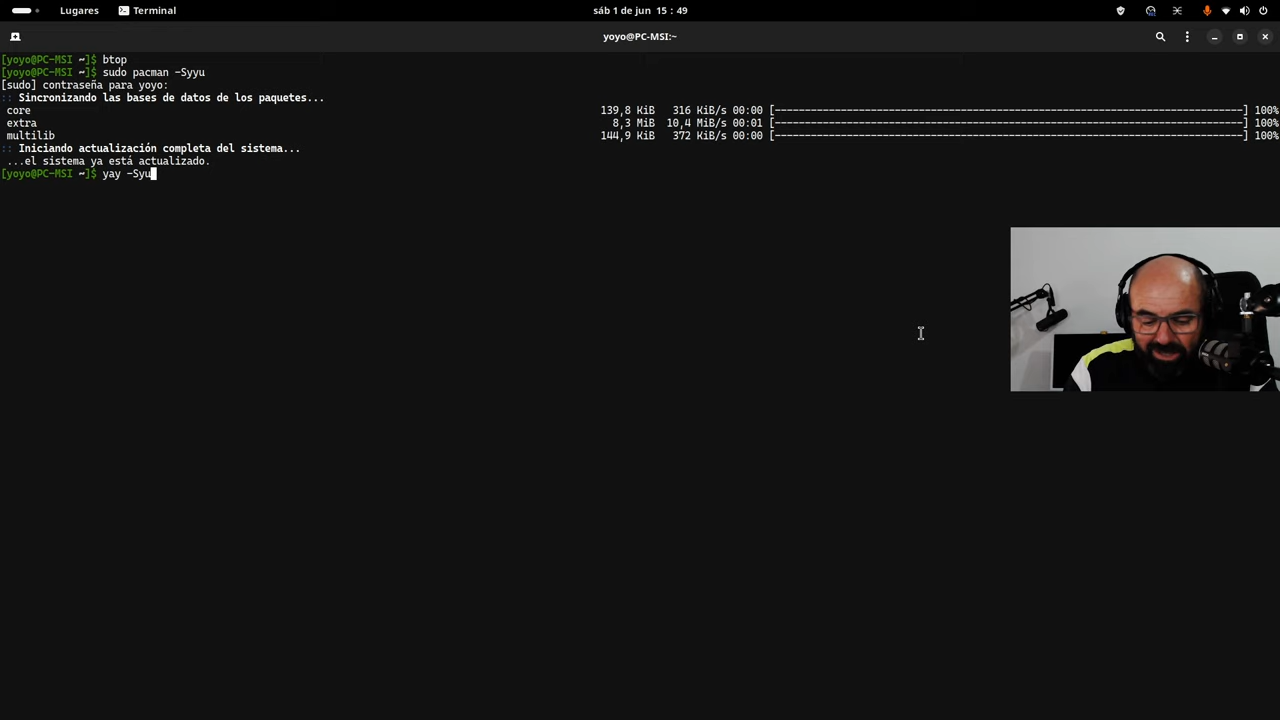 Lugares Terminal sáb 1 de jun 15 : 49
yoyo@PC-MSI:~
[yoyo@PC-MSI ~]$ btop
[yoyo@PC-MSI ~]$ sudo pacman -Syyu
[sudo] contraseña para yoyo:
:: Sincronizando las bases de datos de los paquetes...
core 139,8 KiB 316 KiB/s 00:00 [----------------------------------------------------------------------------] 100%
extra 8,3 MiB 10,4 MiB/s 00:01 [----------------------------------------------------------------------------] 100%
multilib 144,9 KiB 372 KiB/s 00:00 [----------------------------------------------------------------------------] 100%
:: Iniciando actualización completa del sistema...
...el sistema ya está actualizado.
[yoyo@PC-MSI ~]$ yay -Syu